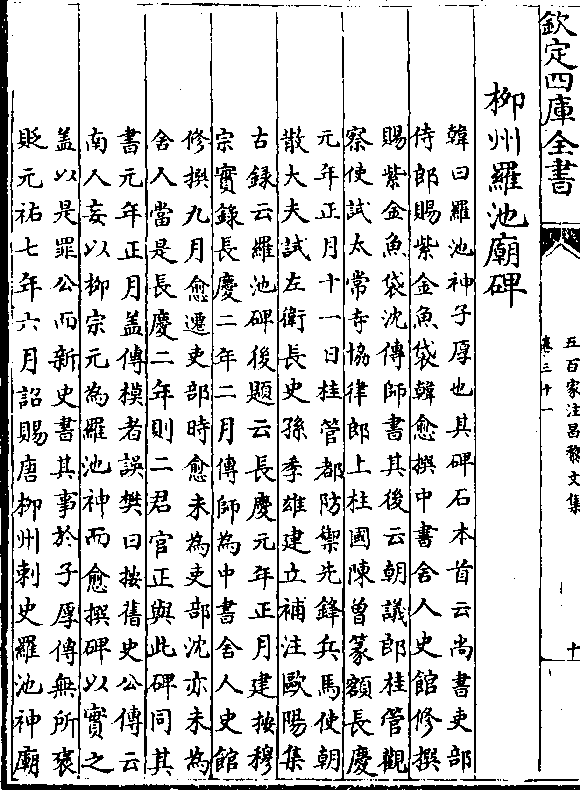 欽定四庫全書
五百家注昌黎文集
卷三十一
十
柳州羅池廟碑
韓曰羅池神子厚也其碑石本首云尚書吏部
侍郎賜紫金魚袋韓愈撰中書舍人史館修撰
賜紫金魚袋沈傳師書其後云朝議郎桂管觀
察使試太常寺協律郎上柱國陳曾篆額長慶
元年正月十一日桂管都防禦先鋒兵馬使朝
散大夫試左衛長史孫季雄建立補注歐陽集
古録云羅池碑後題云長慶元年正月建按穆
宗實錄長慶二年二月傳師為中書舍人史館
修撰九月愈遷吏部時愈未為吏部沈亦未為
舍人當是長慶二年則二君官正與此碑同其
書元年正月蓋傳模者誤樊曰按舊史公傳云
南人妄以柳宗元為羅池神而愈撰碑以實之
盖以是罪公而新史書其事於子厚傳無所褒
貶元祐七年六月詔賜唐柳州刺史羅池神廟